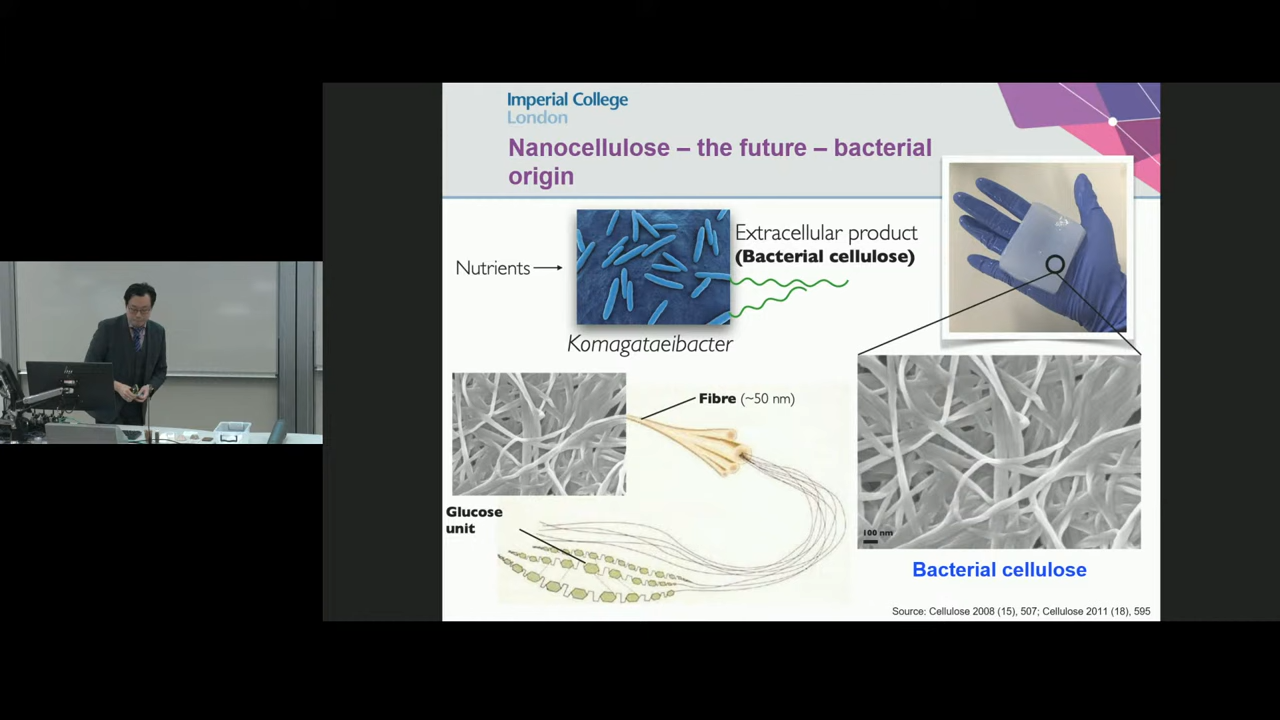 Imperial College
London
Nanocellulose – the future – bacterial
origin
Extracellular product
(Bacterial cellulose)
Nutrients
Komagataeibacter
Fibre (~50 nm)
Glucose
unit
100 nm
Bacterial cellulose
Source: Cellulose 2008 (15), 507; Cellulose 2011 (18), 595